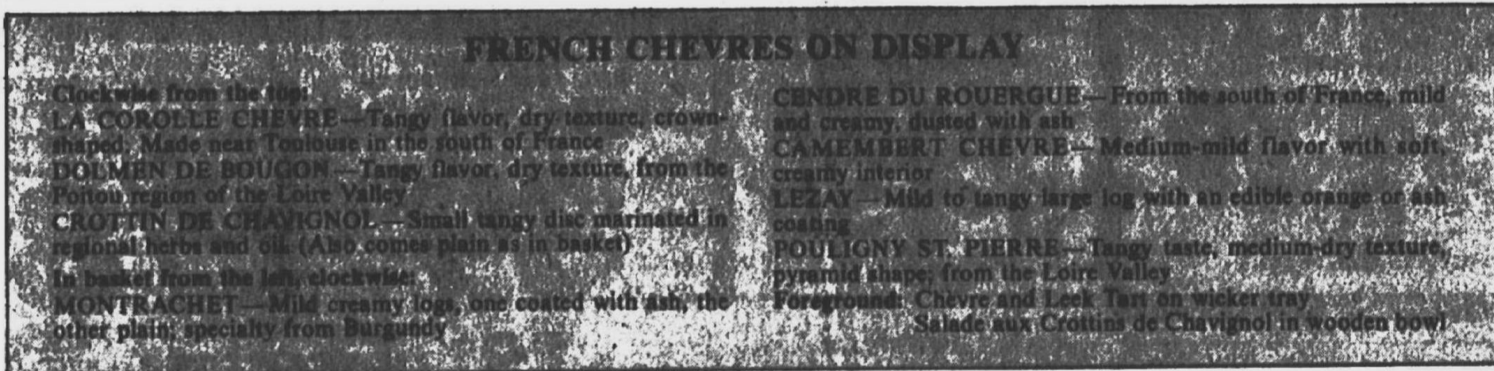 FRENCH CHEVRES ON DISPLAY
Clockwise from the top:
LA COROLLE CHEVRE—Tangy flavor, dry texture, crown-
shaped. Made near Toulouse in the south of France
DOLMEN DE BOUGON—Tangy flavor, dry texture, from the
Poitou region of the Loire Valley
CROTTIN DE CHAVIGNOL—Small tangy disc marinated in
regional herbs and oil. (Also comes plain as in basket)
In basket from the left, clockwise:
MONTRACHET—Mild creamy logs, one coated with ash, the
other plain; specialty from Burgundy
CENDRE DU ROUERGUE—From the south of France, mild
and creamy, dusted with ash
CAMEMBERT CHEVRE—Medium-mild flavor with soft,
creamy interior
LEZAY—Mild to tangy large log with an edible orange or ash
coating
POULIGNY ST. PIERRE—Tangy taste, medium-dry texture,
pyramid shape; from the Loire Valley
Foreground: Chevre and Leek Tart on wicker tray
Salade aux Crottins de Chavignol in wooden bowl